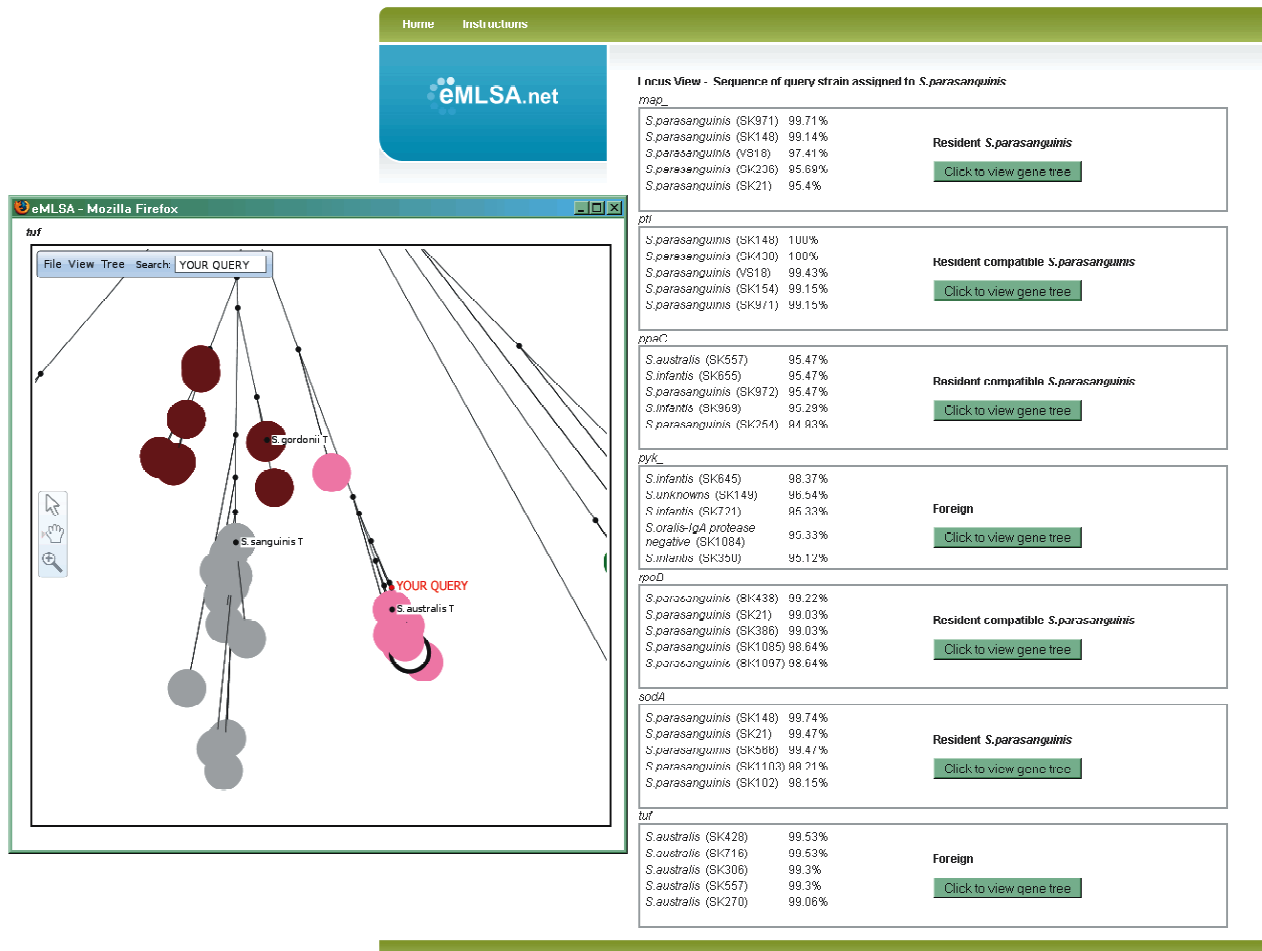 Home Instructions
eMLSA.net
Locus View - Sequence of query strain assigned to S.parasanguinis
map_
S.parasanguinis (SK971) 99.71%
S.parasanguinis (SK148) 99.14%
S.parasanguinis (VS18) 97.41%
S.parasanguinis (SK236) 95.69%
S.parasanguinis (SK21) 95.4%
Resident S.parasanguinis
Click to view gene tree
pfl
S.parasanguinis (SK148) 100%
S.parasanguinis (SK430) 100%
S.parasanguinis (VS18) 99.43%
S.parasanguinis (SK154) 99.15%
S.parasanguinis (SK971) 99.15%
Resident compatible S.parasanguinis
Click to view gene tree
ppaC
S.australis (SK557) 95.47%
S.infantis (SK655) 95.47%
S.parasanguinis (SK972) 95.47%
S.infantis (SK969) 95.29%
S.parasanguinis (SK254) 94.93%
Resident compatible S.parasanguinis
Click to view gene tree
pyk_
S.infantis (SK645) 98.37%
S.unknowns (SK149) 96.54%
S.infantis (SK721) 95.33%
S.oralis-IgA protease
negative (SK1084) 95.33%
S.infantis (SK350) 95.12%
Foreign
Click to view gene tree
rpoB
S.parasanguinis (SK438) 99.22%
S.parasanguinis (SK21) 99.03%
S.parasanguinis (SK386) 99.03%
S.parasanguinis (SK1085) 98.64%
S.parasanguinis (SK1097) 98.64%
Resident compatible S.parasanguinis
Click to view gene tree
sodA
S.parasanguinis (SK148) 99.74%
S.parasanguinis (SK21) 99.47%
S.parasanguinis (SK566) 99.47%
S.parasanguinis (SK1103) 99.21%
S.parasanguinis (SK102) 98.15%
Resident S.parasanguinis
Click to view gene tree
tuf
S.australis (SK428) 99.53%
S.australis (SK716) 99.53%
S.australis (SK306) 99.3%
S.australis (SK557) 99.3%
S.australis (SK270) 99.06%
Foreign
Click to view gene tree
eMLSA - Mozilla Firefox
tuf
File View Tree Search: YOUR QUERY
S. gordonii T
S. sanguinis T
YOUR QUERY
S. australis T